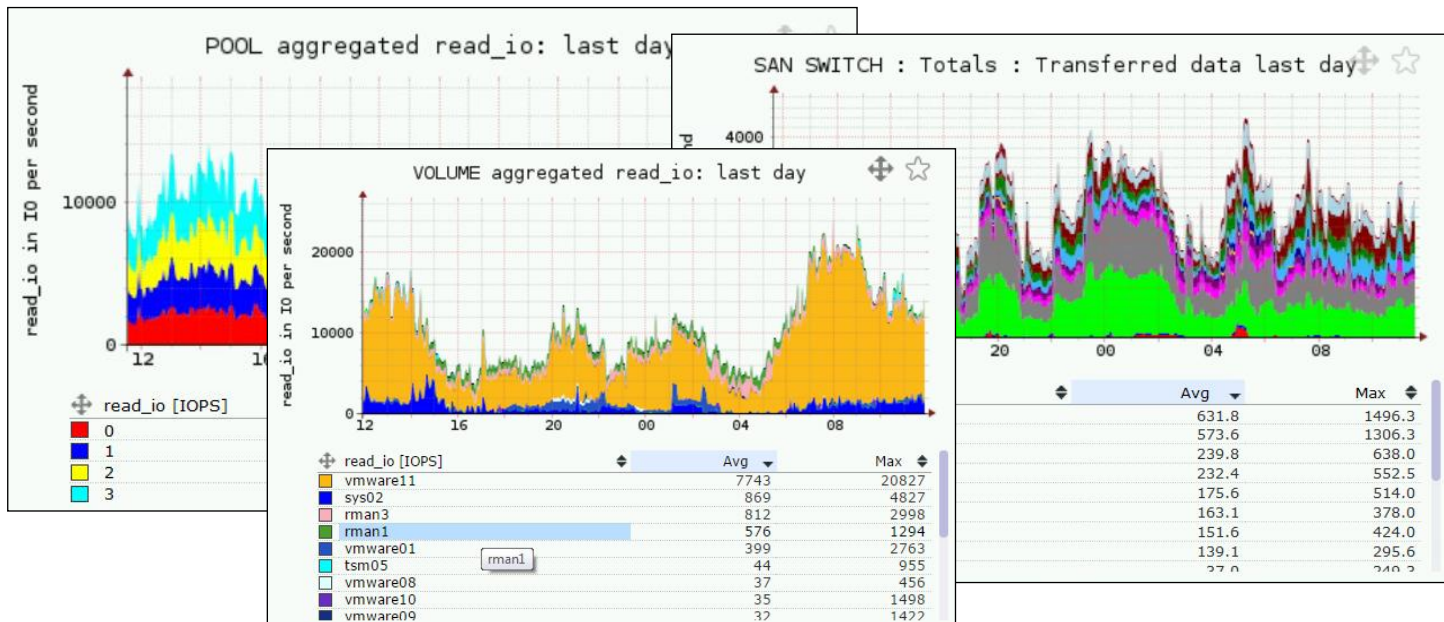 POOL aggregated read_io: last day
read_io in IO per second
10000
0
12 16
read_io [IOPS]
0
1
2
3
VOLUME aggregated read_io: last day
read_io in IO per second
20000
10000
0
12 16 20 00 04 08
read_io [IOPS] Avg Max
vmware11 7743 20827
sys02 869 4827
rman3 812 2998
rman1 576 1294
vmware01 399 2763
rman1
tsm05 44 955
vmware08 37 456
vmware10 35 1498
vmware09 32 1422
SAN SWITCH : Totals : Transferred data last day
4000
20 00 04 08
Avg Max
631.8 1496.3
573.6 1306.3
239.8 638.0
232.4 552.5
175.6 514.0
163.1 378.0
151.6 424.0
139.1 295.6